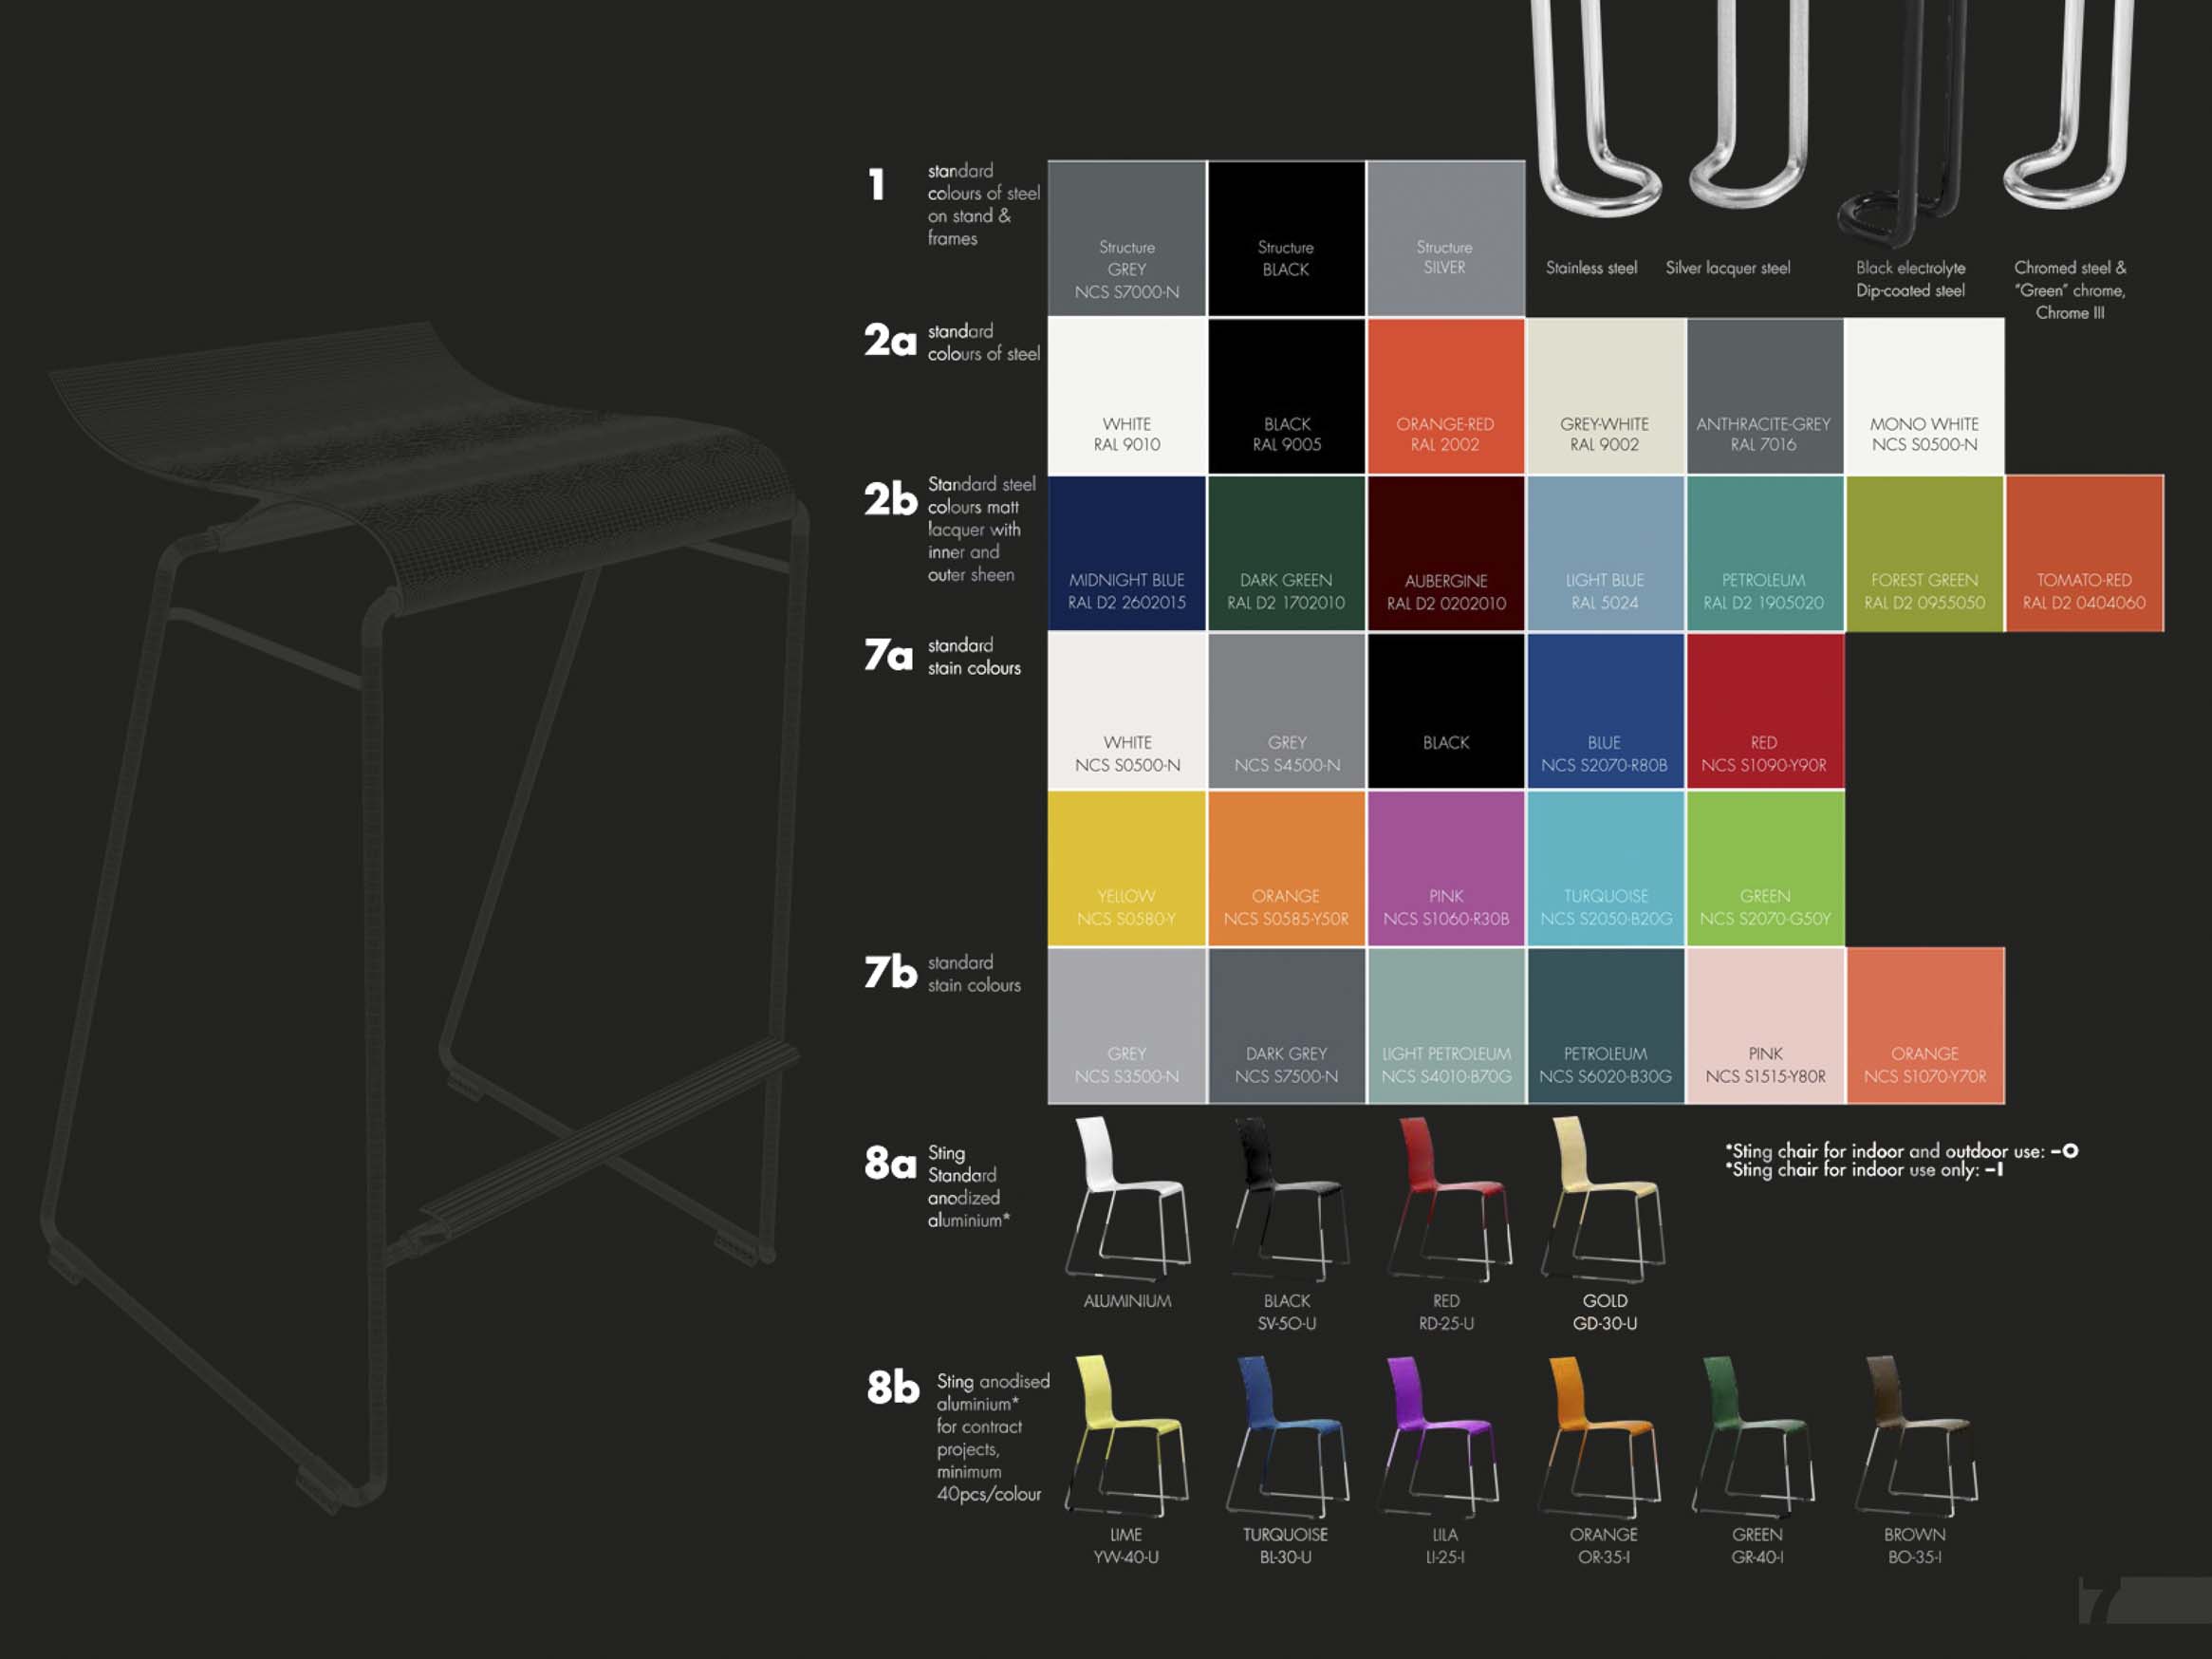 1
standard
colours of steel
on stand &
frames
Structure
GREY
NCS S7000-N
Structure
BLACK
Structure
SILVER
Stainless steel
Silver lacquer steel
Black electrolyte
Dip-coated steel
Chromed steel &
"Green" chrome,
Chrome III
2a
standard
colours of steel
WHITE
RAL 9010
BLACK
RAL 9005
ORANGE-RED
RAL 2002
GREY-WHITE
RAL 9002
ANTHRACITE-GREY
RAL 7016
MONO WHITE
NCS S0500-N
2b
Standard steel
colours matt
lacquer with
inner and
outer sheen
MIDNIGHT BLUE
RAL D2 2602015
DARK GREEN
RAL D2 1702010
AUBERGINE
RAL D2 0202010
LIGHT BLUE
RAL 5024
PETROLEUM
RAL D2 1905020
FOREST GREEN
RAL D2 0955050
TOMATO-RED
RAL D2 0404060
7a
standard
stain colours
WHITE
NCS S0500-N
GREY
NCS S4500-N
BLACK
BLUE
NCS S2070-R80B
RED
NCS S1090-Y90R
YELLOW
NCS S0580-Y
ORANGE
NCS S0585-Y50R
PINK
NCS S1060-R30B
TURQUOISE
NCS S2050-B20G
GREEN
NCS S2070-G50Y
7b
standard
stain colours
GREY
NCS S3500-N
DARK GREY
NCS S7500-N
LIGHT PETROLEUM
NCS S4010-B70G
PETROLEUM
NCS S6020-B30G
PINK
NCS S1515-Y80R
ORANGE
NCS S1070-Y70R
8a
Sting
Standard
anodized
aluminium*
ALUMINIUM
BLACK
SV-5O-U
RED
RD-25-U
GOLD
GD-30-U
*Sting chair for indoor and outdoor use: –O
*Sting chair for indoor use only: –I
8b
Sting anodised
aluminium*
for contract
projects,
minimum
40pcs/colour
LIME
YW-40-U
TURQUOISE
BL-30-U
LILA
LI-25-I
ORANGE
OR-35-I
GREEN
GR-40-I
BROWN
BO-35-I
7